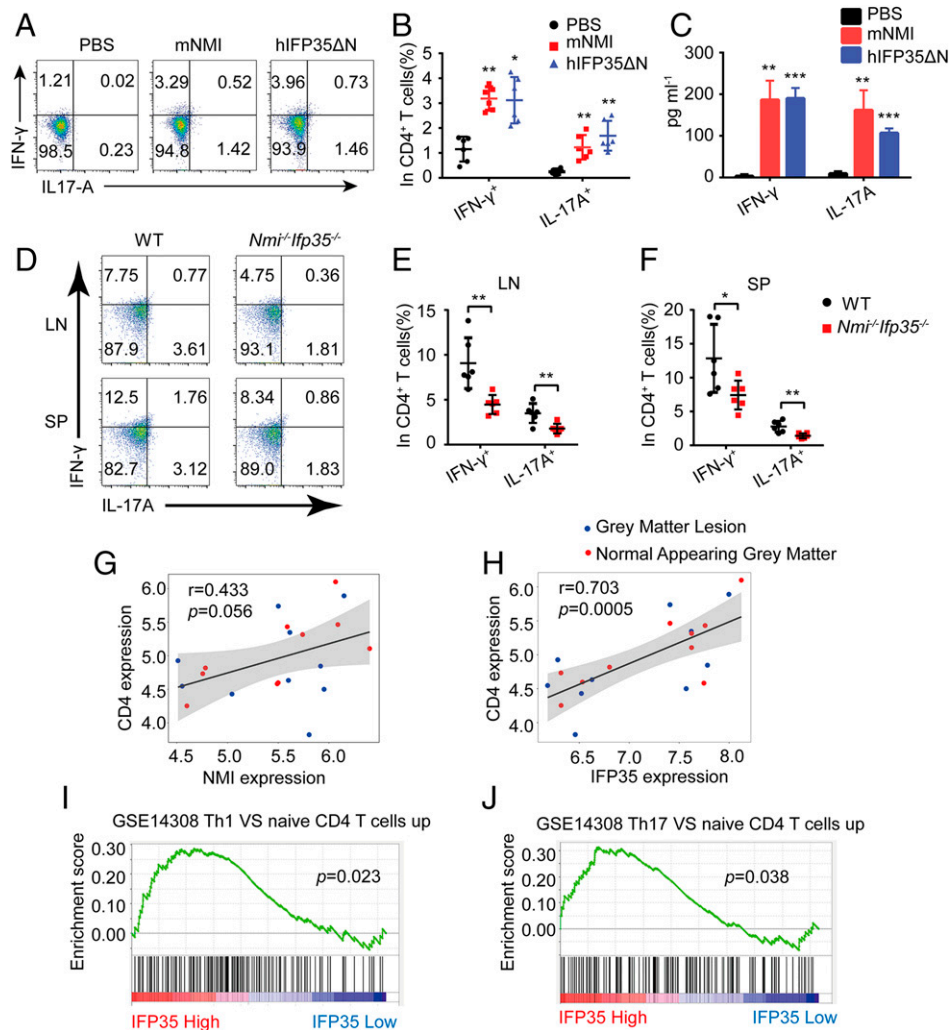 A
PBS
mNMI
hIFP35ΔN
1.21
0.02
3.29
0.52
3.96
0.73
98.5
0.23
94.8
1.42
93.9
1.46
IFN-γ
IL17-A
B
PBS
mNMI
hIFP35ΔN
In CD4⁺ T cells(%)
6
5
4
3
2
1
0
**
*
**
**
IFN-γ⁺
IL-17A⁺
C
PBS
mNMI
hIFP35ΔN
pg ml⁻¹
300
200
100
0
**
***
**
***
IFN-γ
IL-17A
D
WT
Nmi⁻/⁻Ifp35⁻/⁻
LN
7.75
0.77
4.75
0.36
87.9
3.61
93.1
1.81
SP
12.5
1.76
8.34
0.86
82.7
3.12
89.0
1.83
IFN-γ
IL-17A
E
LN
In CD4⁺ T cells(%)
15
10
5
0
**
**
IFN-γ⁺
IL-17A⁺
F
SP
In CD4⁺ T cells(%)
20
15
10
5
0
*
**
IFN-γ⁺
IL-17A⁺
WT
Nmi⁻/⁻Ifp35⁻/⁻
Grey Matter Lesion
Normal Appearing Grey Matter
G
r=0.433
p=0.056
CD4 expression
6.0
5.0
4.0
4.5
5.0
5.5
6.0
NMI expression
H
r=0.703
p=0.0005
CD4 expression
6.0
5.5
5.0
4.5
4.0
6.5
7.0
7.5
8.0
IFP35 expression
I
GSE14308 Th1 VS naive CD4 T cells up
Enrichment score
0.30
0.20
0.10
0.00
p=0.023
IFP35 High
IFP35 Low
J
GSE14308 Th17 VS naive CD4 T cells up
Enrichment score
0.30
0.20
0.10
0.00
p=0.038
IFP35 High
IFP35 Low